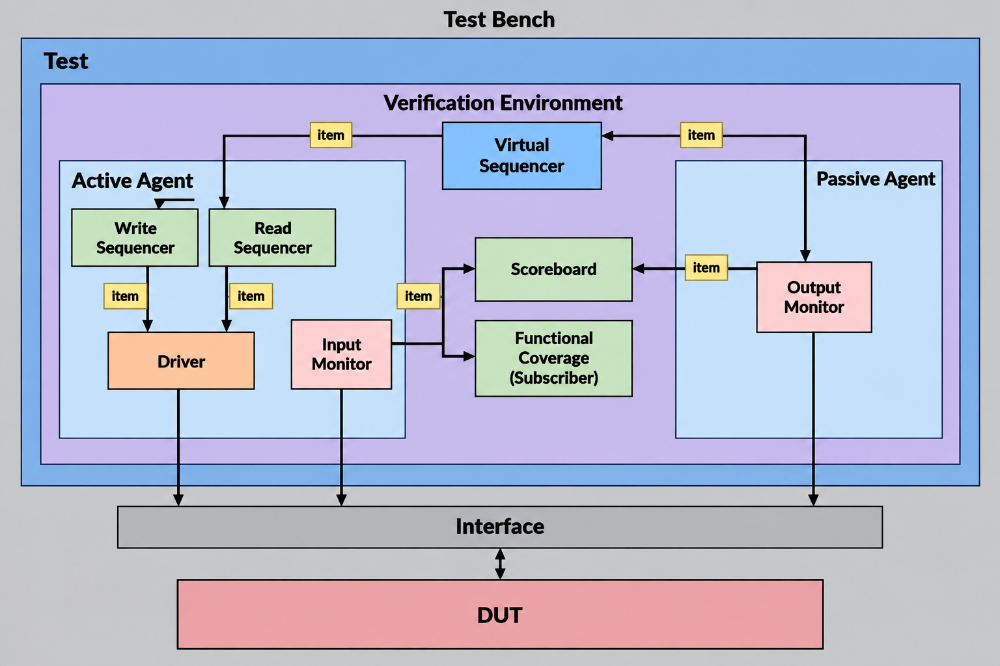 Test Bench
Test
Verification Environment
item
Virtual
Sequencer
item
Active Agent
Passive Agent
Write
Sequencer
Read
Sequencer
Scoreboard
item
Output
Monitor
item
item
item
Input
Monitor
Functional
Coverage
(Subscriber)
Driver
Interface
DUT